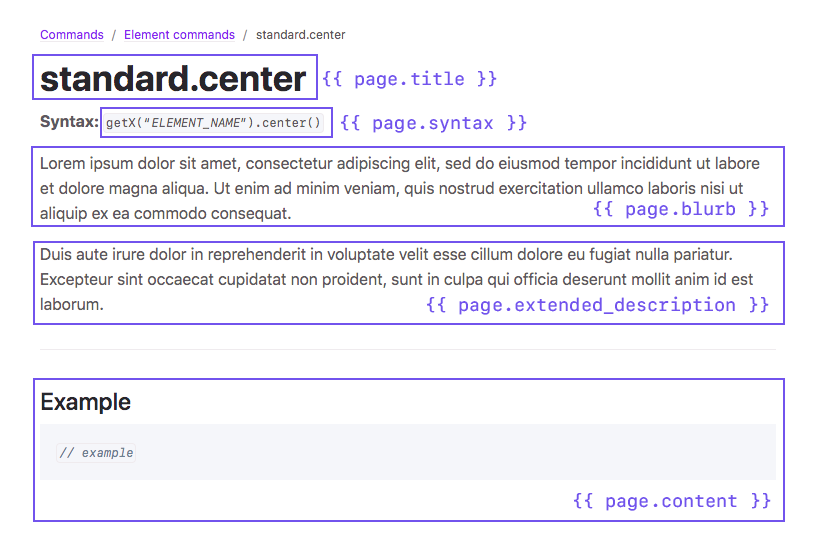 Commands / Element commands / standard.center
standard.center {{ page.title }}
Syntax: getX(“ELEMENT_NAME”).center() {{ page.syntax }}
Lorem ipsum dolor sit amet, consectetur adipiscing elit, sed do eiusmod tempor incididunt ut labore
et dolore magna aliqua. Ut enim ad minim veniam, quis nostrud exercitation ullamco laboris nisi ut
aliquip ex ea commodo consequat. {{ page.blurb }}
Duis aute irure dolor in reprehenderit in voluptate velit esse cillum dolore eu fugiat nulla pariatur.
Excepteur sint occaecat cupidatat non proident, sunt in culpa qui officia deserunt mollit anim id est
laborum. {{ page.extended_description }}
Example
// example
{{ page.content }}